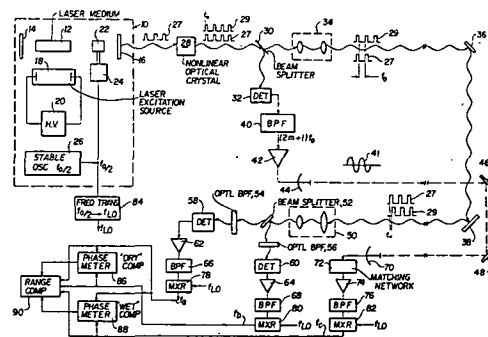 LASER MEDIUM
10
14
12
22
27
29
27
30
34
29
36
28
NONLINEAR
OPTICAL
CRYSTAL
BEAM
SPLITTER
27
18
24
16
32
DET
20
H.V.
LASER
EXCITATION
SOURCE
40
BPF
(2m+1)f₀
26
STABLE
OSC f₀/2
f₀/2
42
41
44
46
84
FREQ TRANS
f₀/2 → fLO
fLO
58
DET
OPTL BPF, 54
BEAM SPLITTER, 52
27
29
50
38
48
62
OPTL BPF, 56
70
PHASE
METER
"DRY" COMP
66
BPF
60
DET
72
MATCHING
NETWORK
78
MXR
fLO
64
74
90
RANGE
COMP
86
68
BPF
76
BPF
PHASE
METER
"WET" COMP
80
MXR
fLO
82
MXR
fLO
88